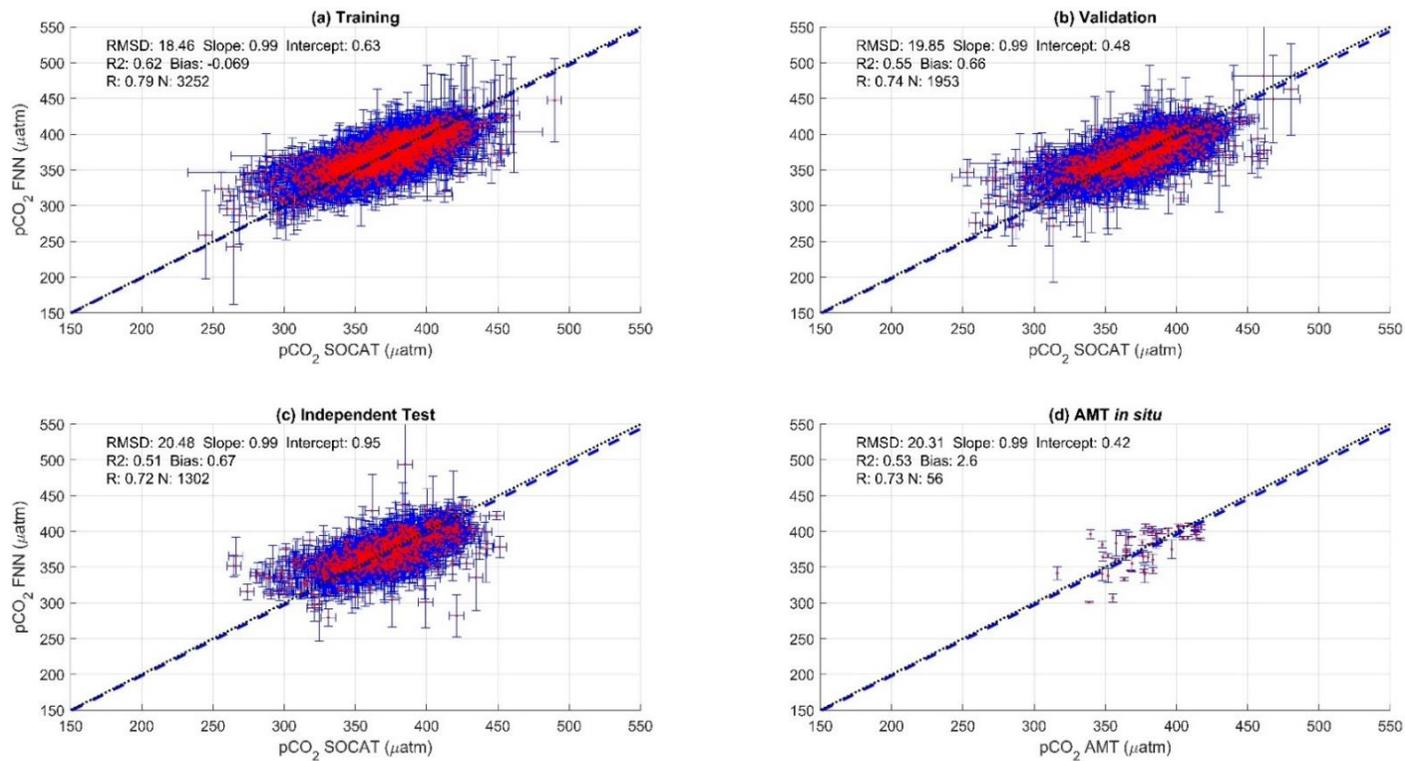 (a) Training
RMSD: 18.46 Slope: 0.99 Intercept: 0.63
R2: 0.62 Bias: -0.069
R: 0.79 N: 3252
550
500
450
400
350
300
250
200
150
pCO2 FNN (μatm)
150 200 250 300 350 400 450 500 550
pCO2 SOCAT (μatm)
(b) Validation
RMSD: 19.85 Slope: 0.99 Intercept: 0.48
R2: 0.55 Bias: 0.66
R: 0.74 N: 1953
550
500
450
400
350
300
250
200
150
150 200 250 300 350 400 450 500 550
pCO2 SOCAT (μatm)
(c) Independent Test
RMSD: 20.48 Slope: 0.99 Intercept: 0.95
R2: 0.51 Bias: 0.67
R: 0.72 N: 1302
550
500
450
400
350
300
250
200
150
pCO2 FNN (μatm)
150 200 250 300 350 400 450 500 550
pCO2 SOCAT (μatm)
(d) AMT in situ
RMSD: 20.31 Slope: 0.99 Intercept: 0.42
R2: 0.53 Bias: 2.6
R: 0.73 N: 56
550
500
450
400
350
300
250
200
150
150 200 250 300 350 400 450 500 550
pCO2 AMT (μatm)